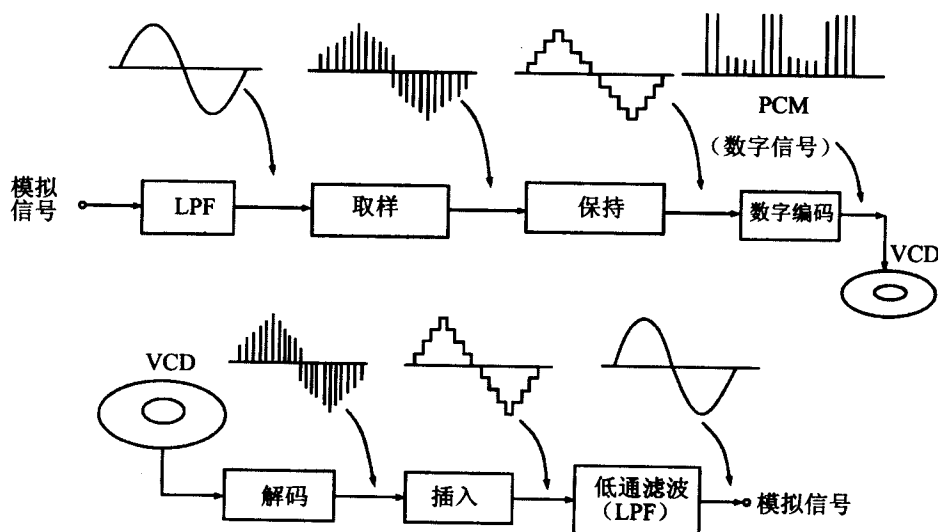 PCM
（数字信号）
模拟
信号
LPF
取样
保持
数字编码
VCD
VCD
解码
插入
低通滤波
（LPF）
模拟信号